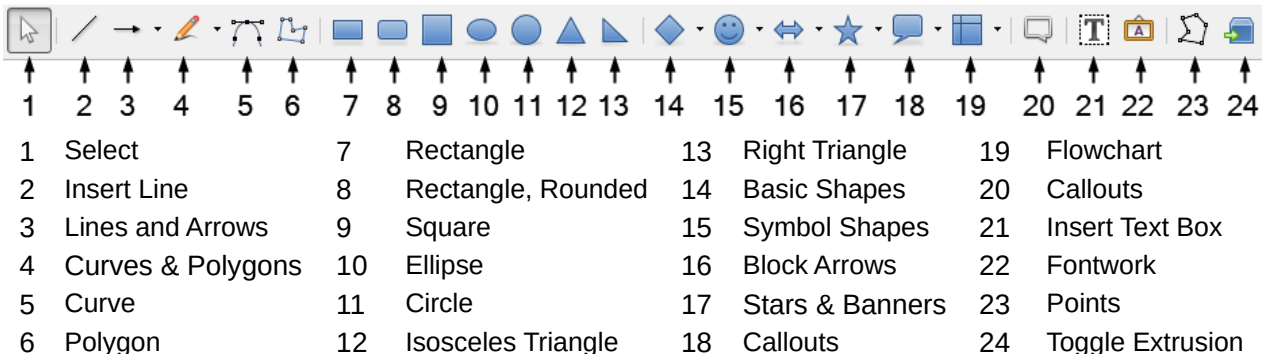 T A
1 2 3 4 5 6 7 8 9 10 11 12 13 14 15 16 17 18 19 20 21 22 23 24
1 Select 7 Rectangle 13 Right Triangle 19 Flowchart
2 Insert Line 8 Rectangle, Rounded 14 Basic Shapes 20 Callouts
3 Lines and Arrows 9 Square 15 Symbol Shapes 21 Insert Text Box
4 Curves & Polygons 10 Ellipse 16 Block Arrows 22 Fontwork
5 Curve 11 Circle 17 Stars & Banners 23 Points
6 Polygon 12 Isosceles Triangle 18 Callouts 24 Toggle Extrusion